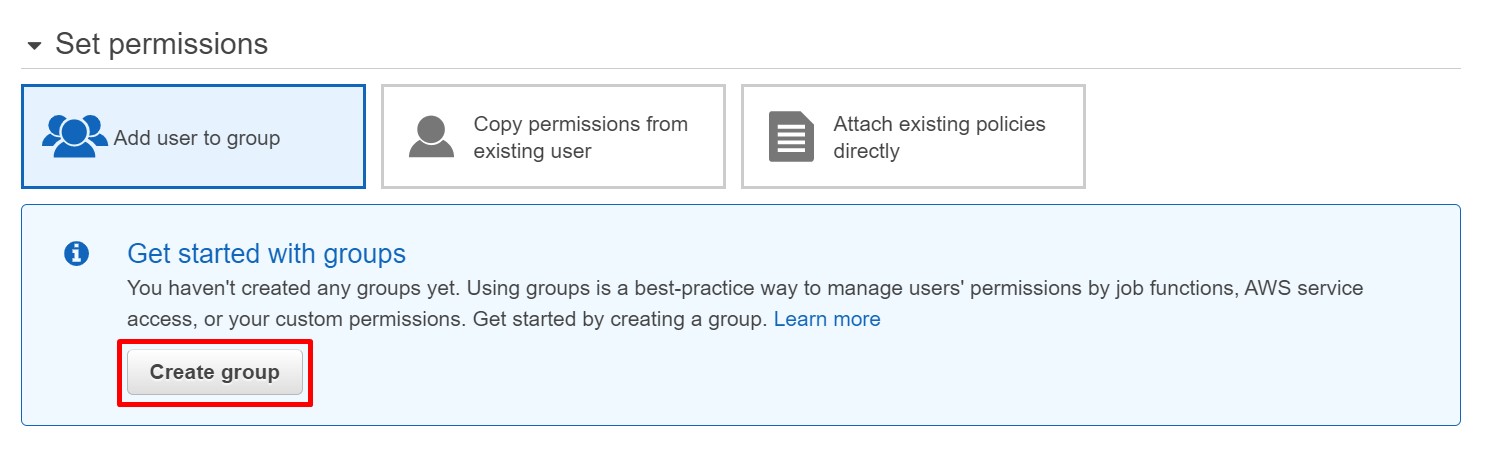 Set permissions
Add user to group
Copy permissions from
existing user
Attach existing policies
directly
Get started with groups
You haven't created any groups yet. Using groups is a best-practice way to manage users' permissions by job functions, AWS service
access, or your custom permissions. Get started by creating a group. Learn more
Create group